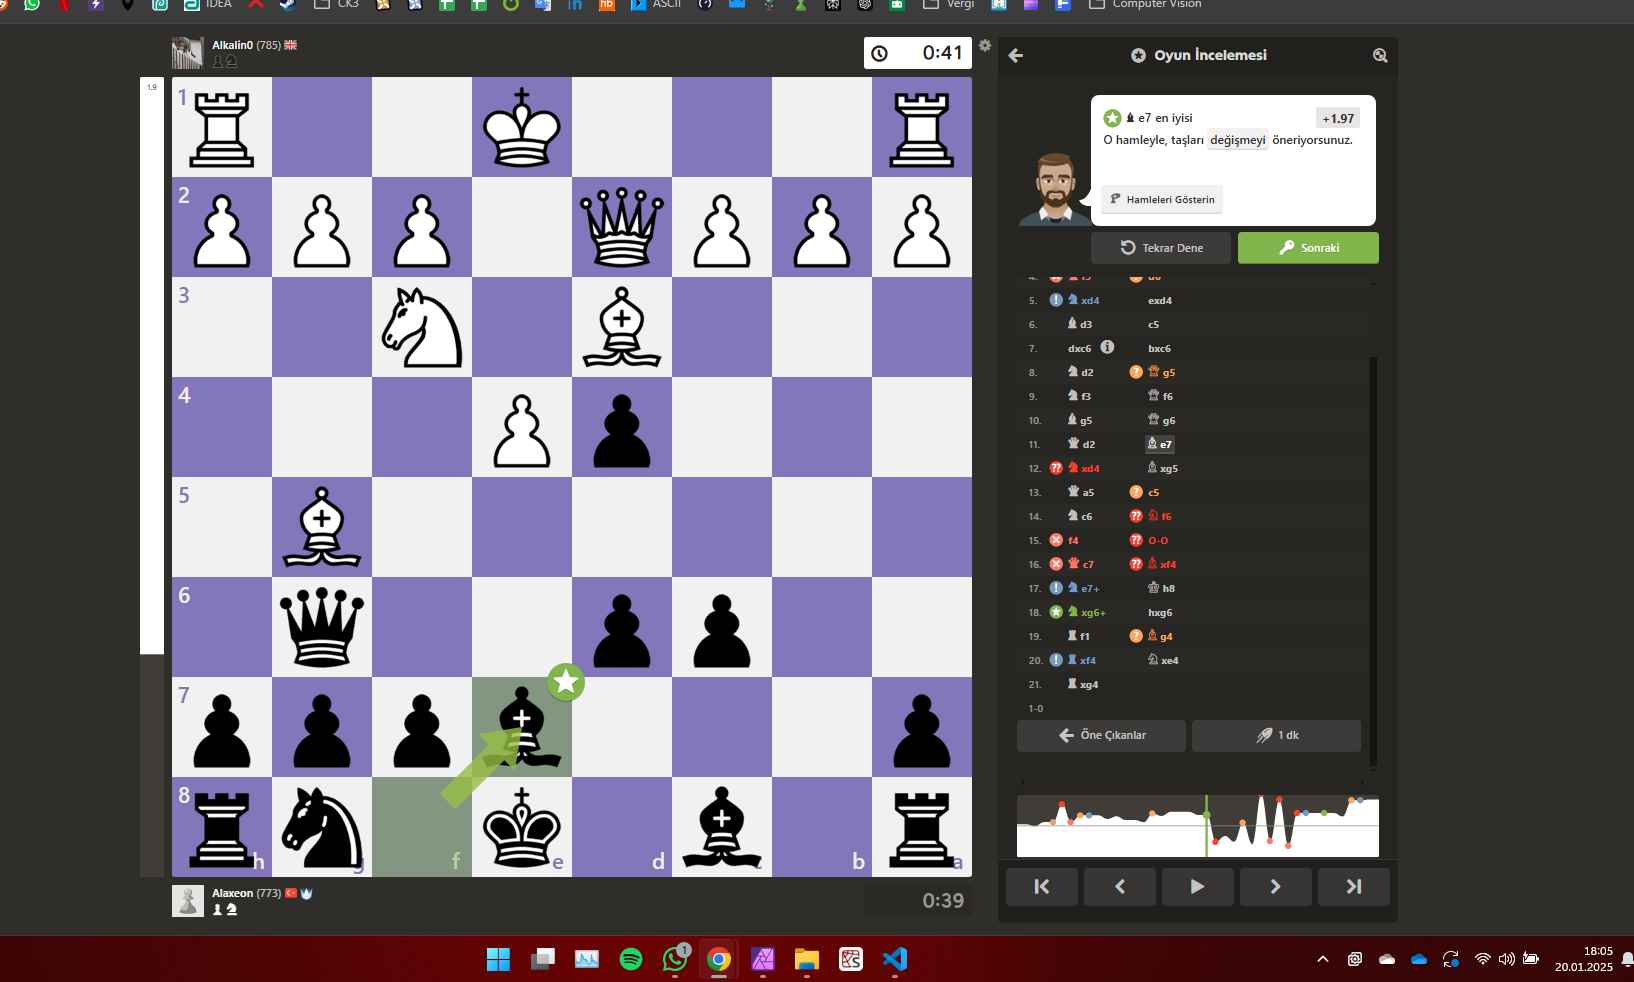 IDEA
CK3
in
hb
ASCII
Vergi
Computer Vision
Alkalin0 (785)
0:41
Oyun İncelemesi
1.9
e7 en iyisi
+1.97
O hamleyle, taşları değişmeyi öneriyorsunuz.
Hamleleri Gösterin
Tekrar Dene
Sonraki
5. xd4 exd4
6. d3 c5
7. dxc6 bxc6
8. d2 g5
9. f3 f6
10. g5 g6
11. d2 e7
12. xd4 xg5
13. a5 c5
14. c6 f6
15. f4 O-O
16. c7 xf4
17. e7+ h8
18. xg6+ hxg6
19. f1 g4
20. xf4 xe4
21. xg4
1-0
Öne Çıkanlar
1 dk
1
2
3
4
5
6
7
8
h g f e d c b a
Alaxeon (773)
0:39
1
18:05
20.01.2025